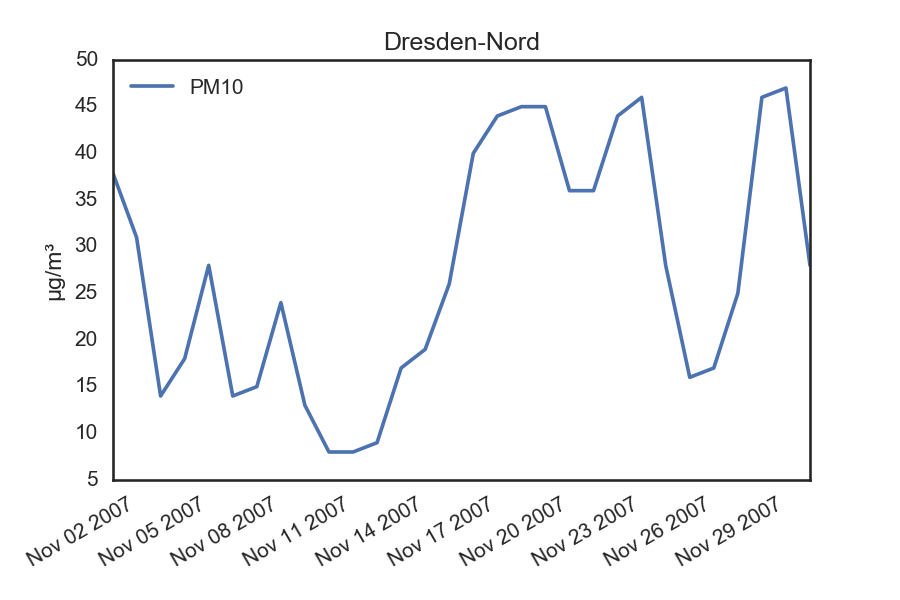 Dresden-Nord
PM10
µg/m³
50
45
40
35
30
25
20
15
10
5
Nov 02 2007
Nov 05 2007
Nov 08 2007
Nov 11 2007
Nov 14 2007
Nov 17 2007
Nov 20 2007
Nov 23 2007
Nov 26 2007
Nov 29 2007